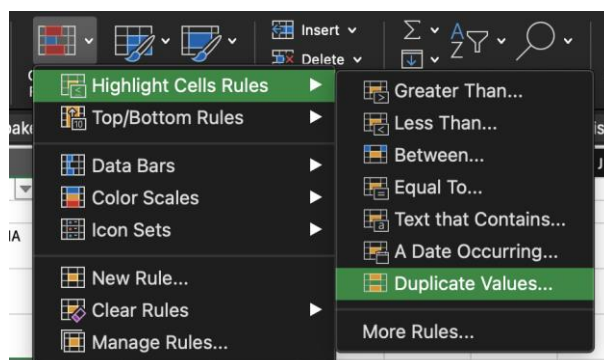 Insert
Delete
Highlight Cells Rules
Top/Bottom Rules
10
Data Bars
Color Scales
Icon Sets
New Rule...
Clear Rules
Manage Rules...
Greater Than...
Less Than...
Between...
Equal To...
Text that Contains...
A Date Occurring...
Duplicate Values...
More Rules...